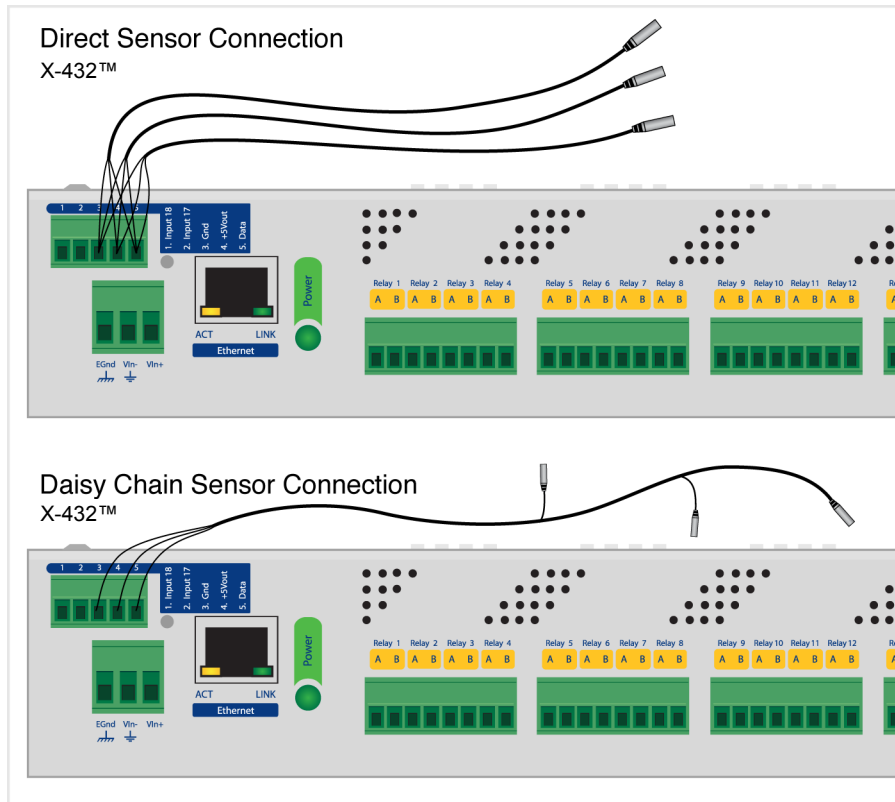 Direct Sensor Connection
X-432™
1 2 3 4 5
1. Input 18
2. Input 17
3. Gnd
4. +5Vout
5. Data
Power
ACT LINK
Ethernet
EGnd VIn- VIn+
Relay 1 Relay 2 Relay 3 Relay 4
A B A B A B A B
Relay 5 Relay 6 Relay 7 Relay 8
A B A B A B A B
Relay 9 Relay 10 Relay 11 Relay 12
A B A B A B A B
Daisy Chain Sensor Connection
X-432™
1 2 3 4 5
1. Input 18
2. Input 17
3. Gnd
4. +5Vout
5. Data
Power
ACT LINK
Ethernet
EGnd VIn- VIn+
Relay 1 Relay 2 Relay 3 Relay 4
A B A B A B A B
Relay 5 Relay 6 Relay 7 Relay 8
A B A B A B A B
Relay 9 Relay 10 Relay 11 Relay 12
A B A B A B A B